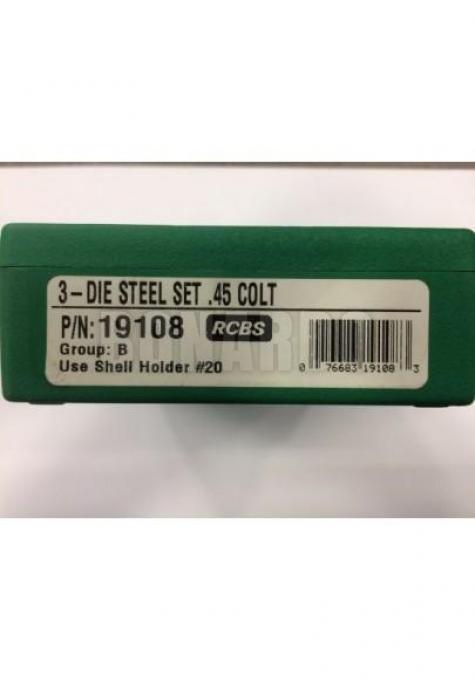 3-DIE STEEL SET .45 COLT
P/N: 19108 RCBS
Group: B
Use Shell Holder #20
0 76683 19108 3